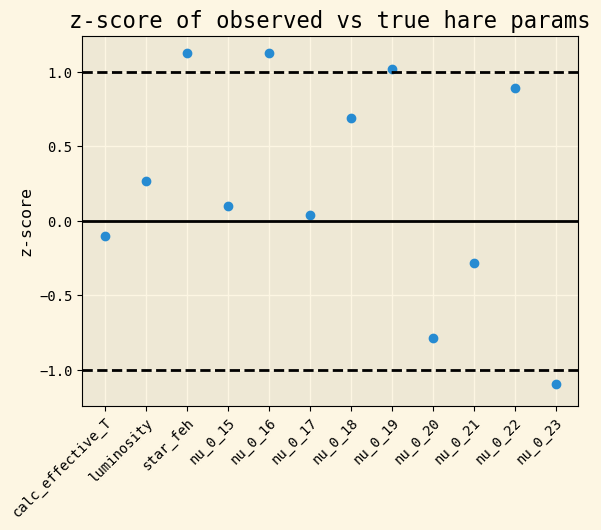 z-score of observed vs true hare params
z-score
1.0
0.5
0.0
−0.5
−1.0
calc_effective_T
luminosity
star_feh
nu_0_15
nu_0_16
nu_0_17
nu_0_18
nu_0_19
nu_0_20
nu_0_21
nu_0_22
nu_0_23